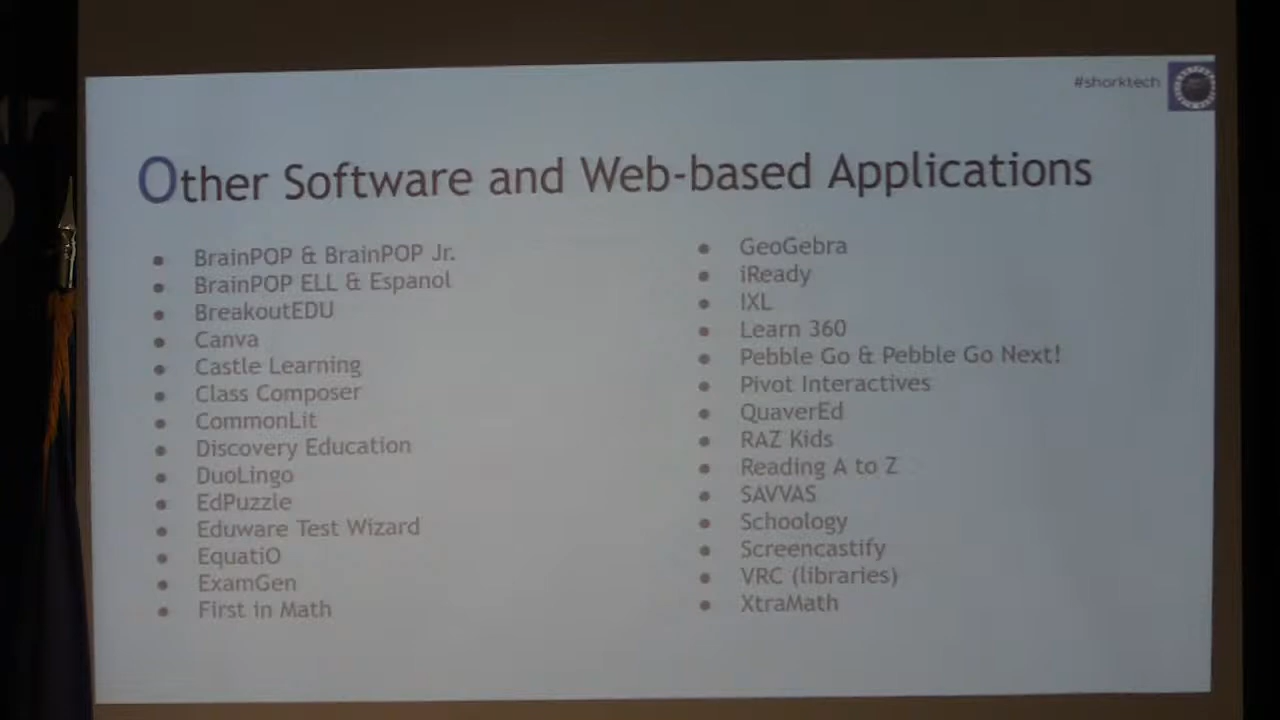 #shorktech
Other Software and Web-based Applications
● BrainPOP & BrainPOP Jr.
● BrainPOP ELL & Espanol
● BreakoutEDU
● Canva
● Castle Learning
● Class Composer
● CommonLit
● Discovery Education
● DuoLingo
● EdPuzzle
● Eduware Test Wizard
● EquatiO
● ExamGen
● First in Math
● GeoGebra
● iReady
● IXL
● Learn 360
● Pebble Go & Pebble Go Next!
● Pivot Interactives
● QuaverEd
● RAZ Kids
● Reading A to Z
● SAVVAS
● Schoology
● Screencastify
● VRC (libraries)
● XtraMath